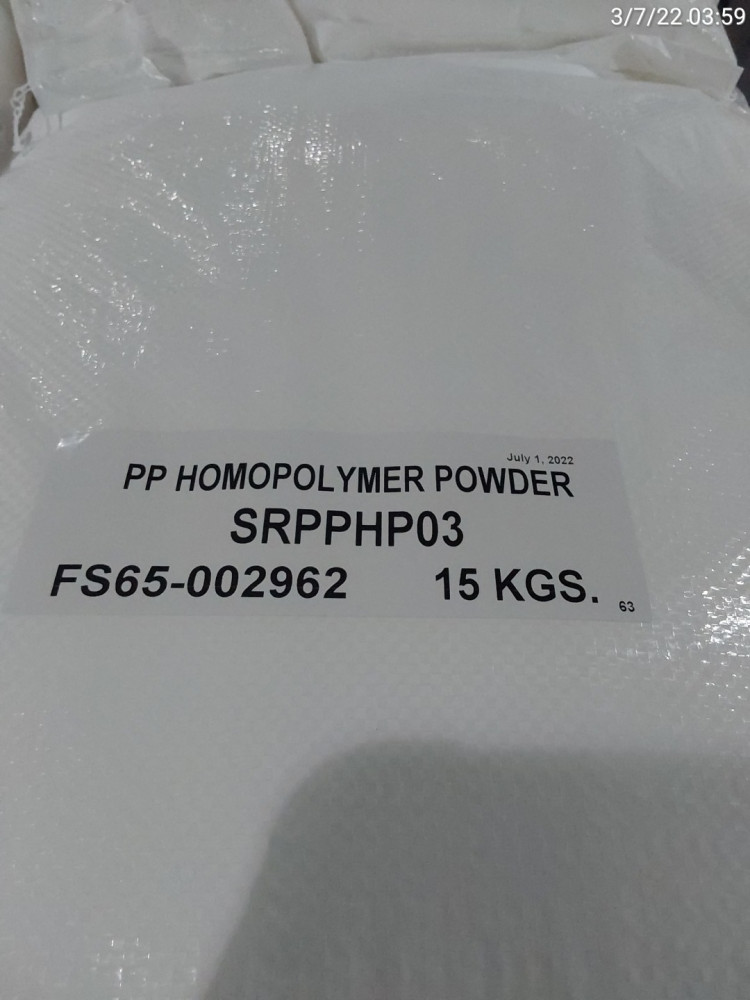 3/7/22 03:59
July 1, 2022
PP HOMOPOLYMER POWDER
SRPPHP03
FS65-002962 15 KGS. 63